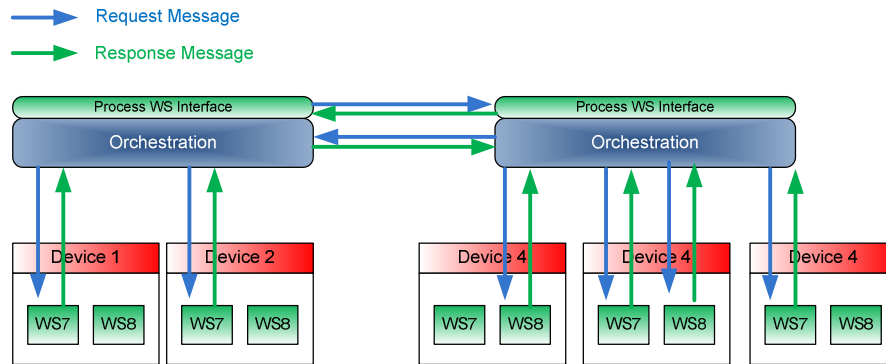 Request Message
Response Message
Process WS Interface
Process WS Interface
Orchestration
Orchestration
Device 1
Device 2
Device 4
Device 4
Device 4
WS7
WS8
WS7
WS8
WS7
WS8
WS7
WS8
WS7
WS8